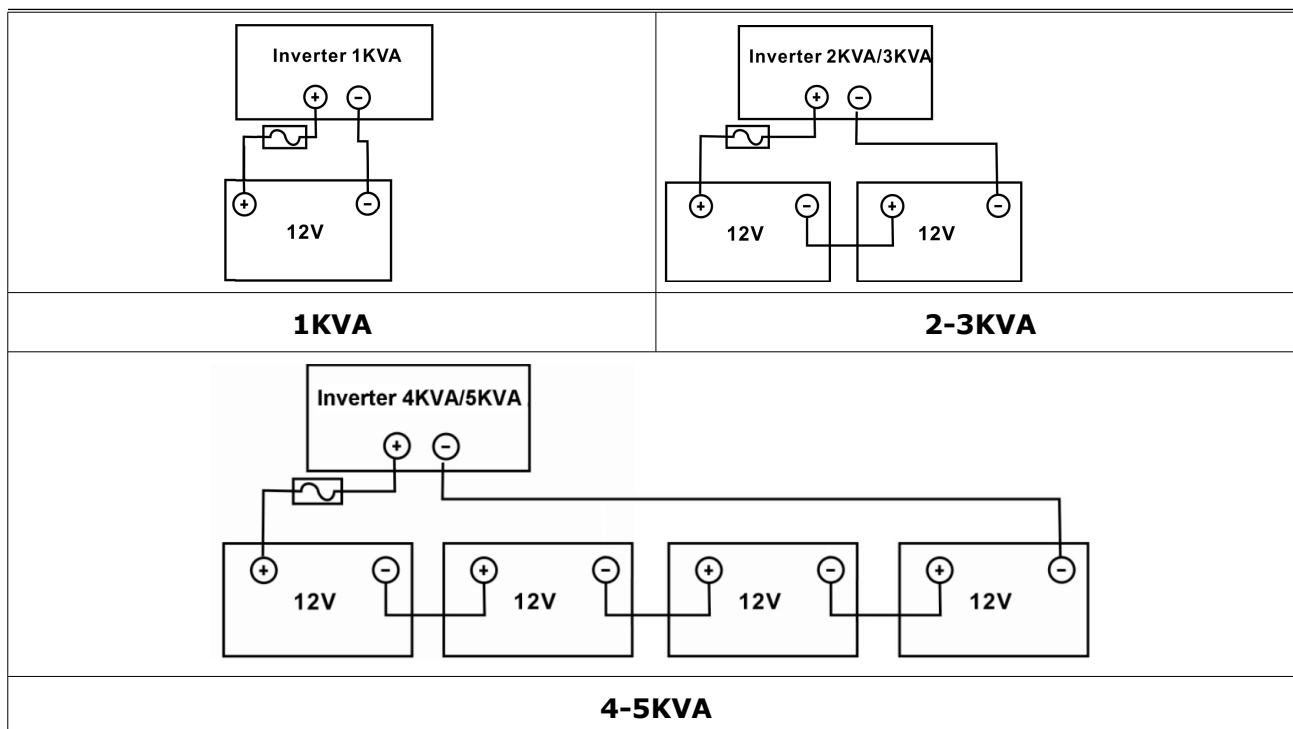 Inverter 1KVA
+ −
+ −
12V
1KVA
Inverter 2KVA/3KVA
+ −
+ − + −
12V 12V
2-3KVA
Inverter 4KVA/5KVA
+ −
+ − + − + − + −
12V 12V 12V 12V
4-5KVA